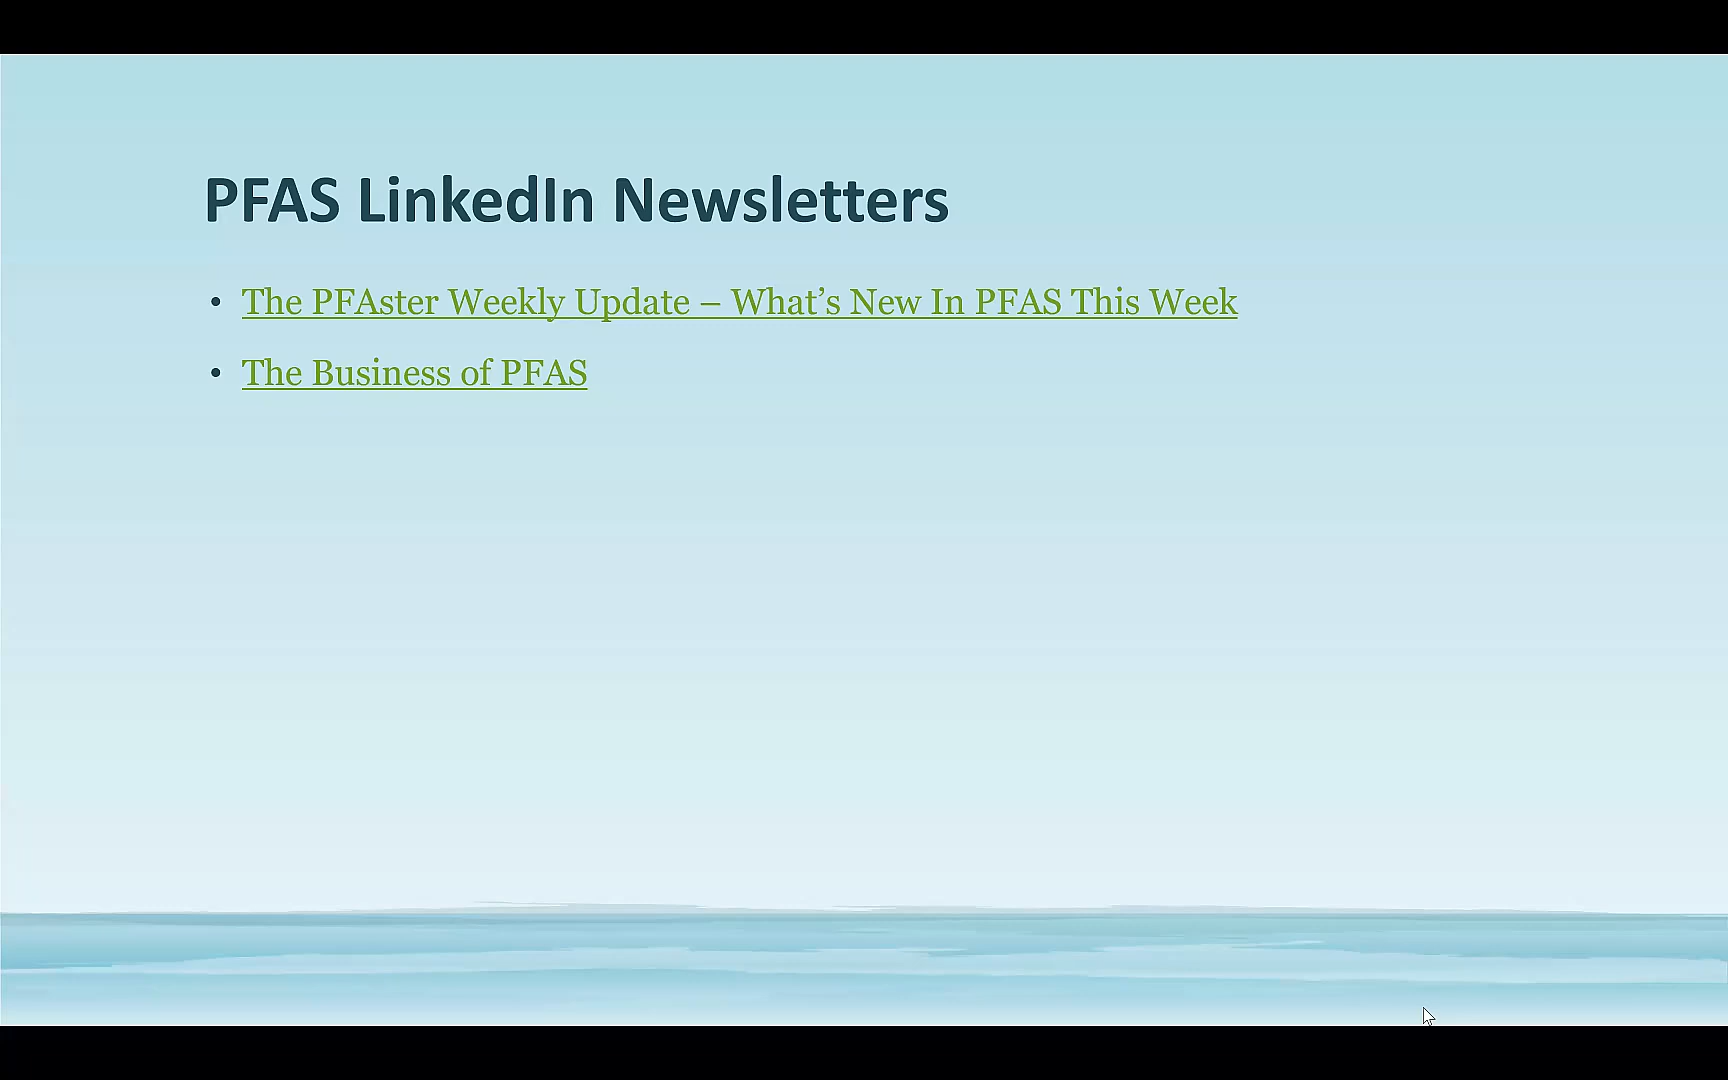 PFAS LinkedIn Newsletters
• The PFAster Weekly Update – What’s New In PFAS This Week
• The Business of PFAS